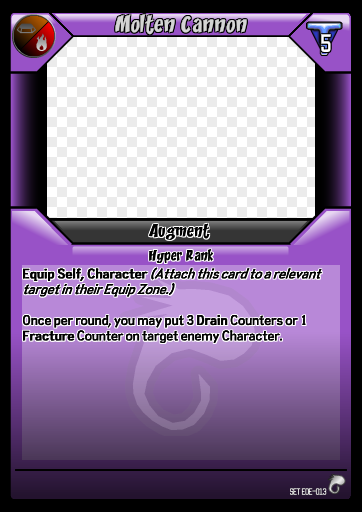 Molten Cannon
5
Augment
Hyper Rank
Equip Self, Character (Attach this card to a relevant
target in their Equip Zone.)
Once per round, you may put 3 Drain Counters or 1
Fracture Counter on target enemy Character.
SET EDE-013